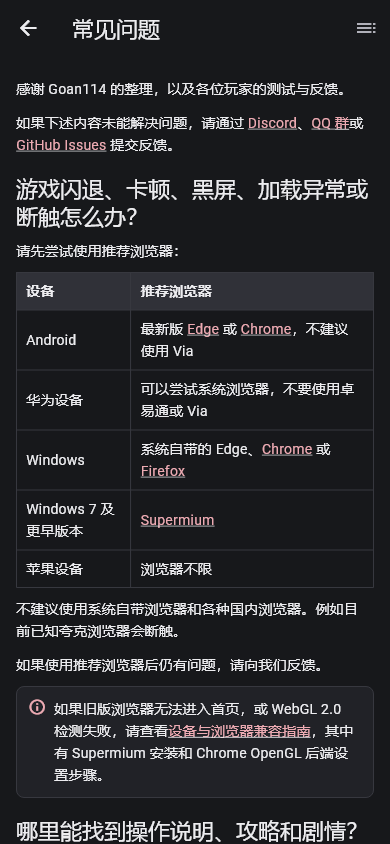 常见问题
感谢 Goan114 的整理，以及各位玩家的测试与反馈。
如果下述内容未能解决问题，请通过 Discord、QQ 群或
GitHub Issues 提交反馈。
游戏闪退、卡顿、黑屏、加载异常或
断触怎么办？
请先尝试使用推荐浏览器：
设备 推荐浏览器
Android 最新版 Edge 或 Chrome，不建议
使用 Via
华为设备 可以尝试系统浏览器，不要使用卓
易通或 Via
Windows 系统自带的 Edge、Chrome 或
Firefox
Windows 7 及
更早版本 Supermium
苹果设备 浏览器不限
不建议使用系统自带浏览器和各种国内浏览器。例如目
前已知夸克浏览器会断触。
如果使用推荐浏览器后仍有问题，请向我们反馈。
如果旧版浏览器无法进入首页，或 WebGL 2.0
检测失败，请查看设备与浏览器兼容指南，其中
有 Supermium 安装和 Chrome OpenGL 后端设
置步骤。
哪里能找到操作说明、攻略和剧情？